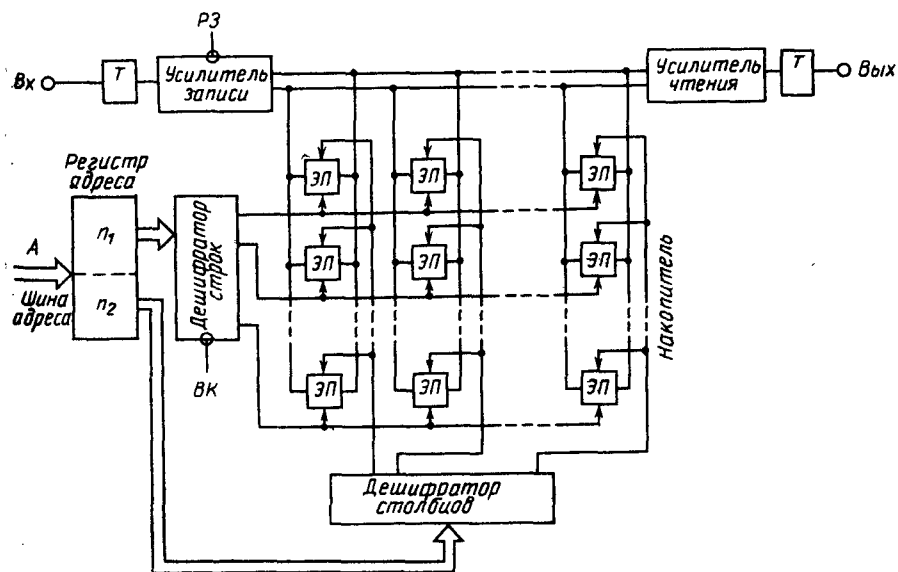 РЗ
Вх
Т
Усилитель
записи
Усилитель
чтения
Т
Вых
Регистр
адреса
ЭП
ЭП
ЭП
n1
А
Шина
адреса
n2
Дешифратор
строк
ЭП
ЭП
ЭП
Накопитель
ВК
ЭП
ЭП
ЭП
Дешифратор
столбцов